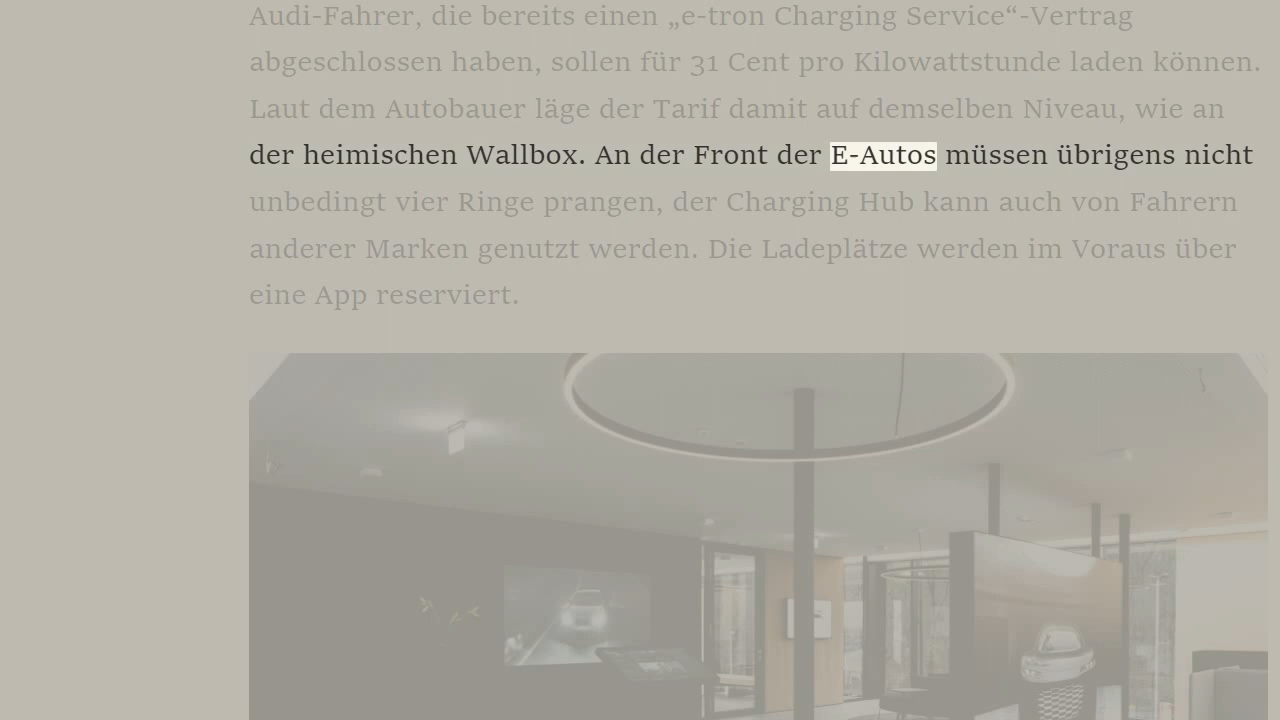 Audi-Fahrer, die bereits einen „e-tron Charging Service“-Vertrag
abgeschlossen haben, sollen für 31 Cent pro Kilowattstunde laden können.
Laut dem Autobauer läge der Tarif damit auf demselben Niveau, wie an
der heimischen Wallbox. An der Front der E-Autos müssen übrigens nicht
unbedingt vier Ringe prangen, der Charging Hub kann auch von Fahrern
anderer Marken genutzt werden. Die Ladeplätze werden im Voraus über
eine App reserviert.